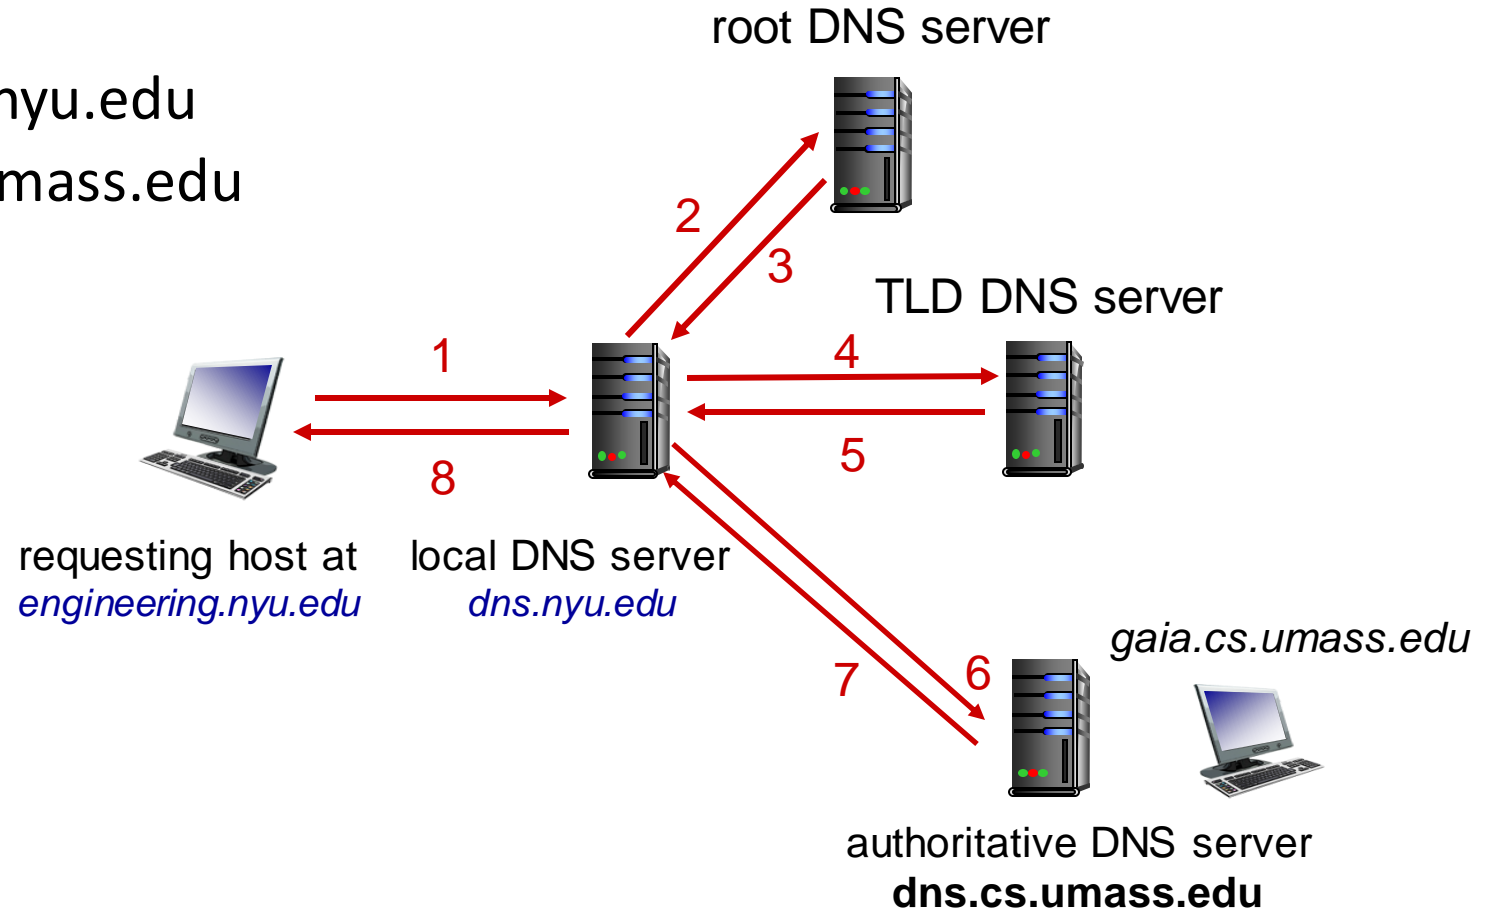 root DNS server
nyu.edu
mass.edu
2
3
TLD DNS server
1
4
8
5
requesting host at
engineering.nyu.edu
local DNS server
dns.nyu.edu
gaia.cs.umass.edu
7
6
authoritative DNS server
dns.cs.umass.edu